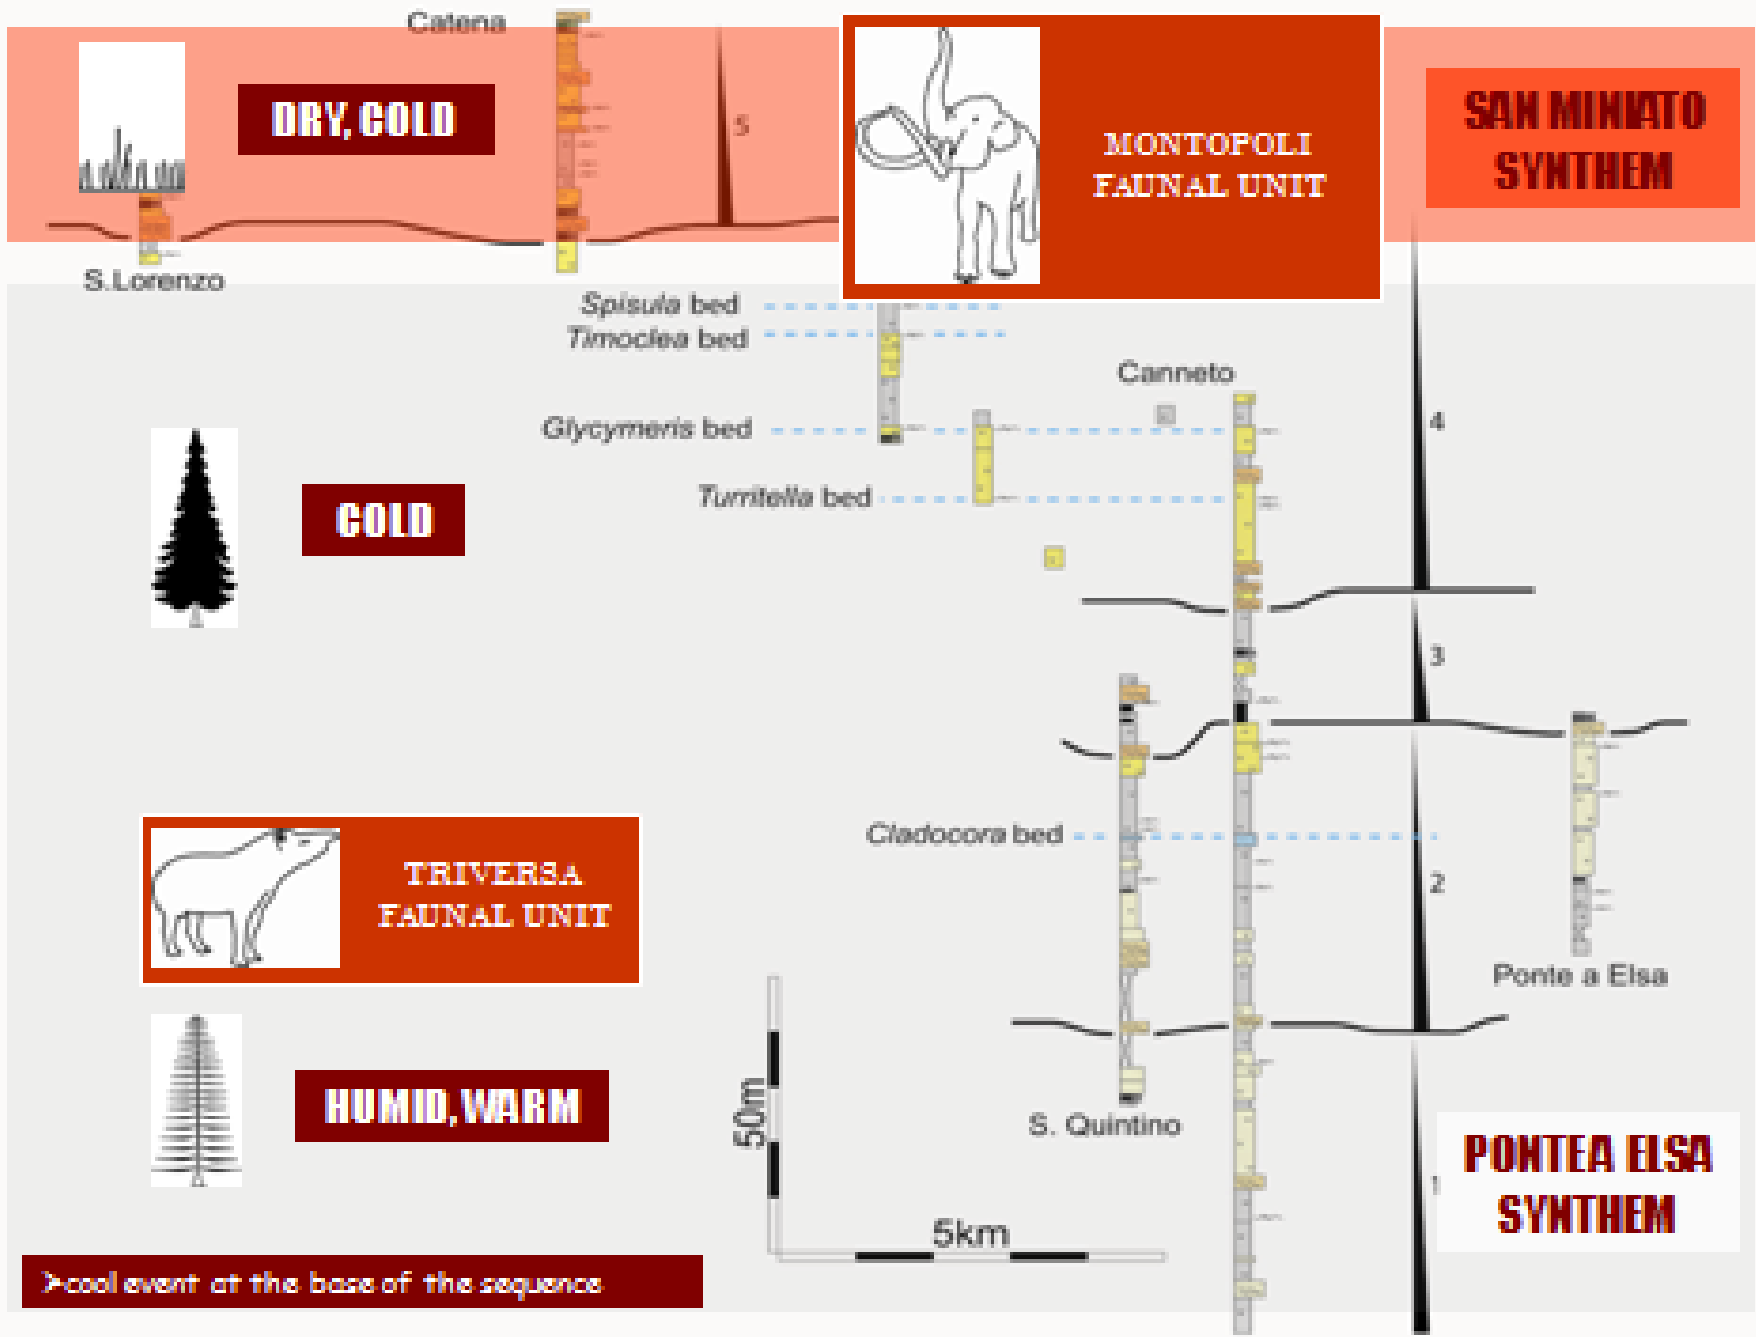 Catena
DRY, COLD
5
MONTOPOLI
FAUNAL UNIT
SAN MINIATO
SYNTHEM
S.Lorenzo
Spisula bed
Timoclea bed
Canneto
Glycymeris bed
4
Turritella bed
COLD
3
Cladocora bed
2
TRIVERSA
FAUNAL UNIT
Ponte a Elsa
HUMID, WARM
50m
S. Quintino
1
PONTEA ELSA
SYNTHEM
5km
➢cool event at the base of the sequence